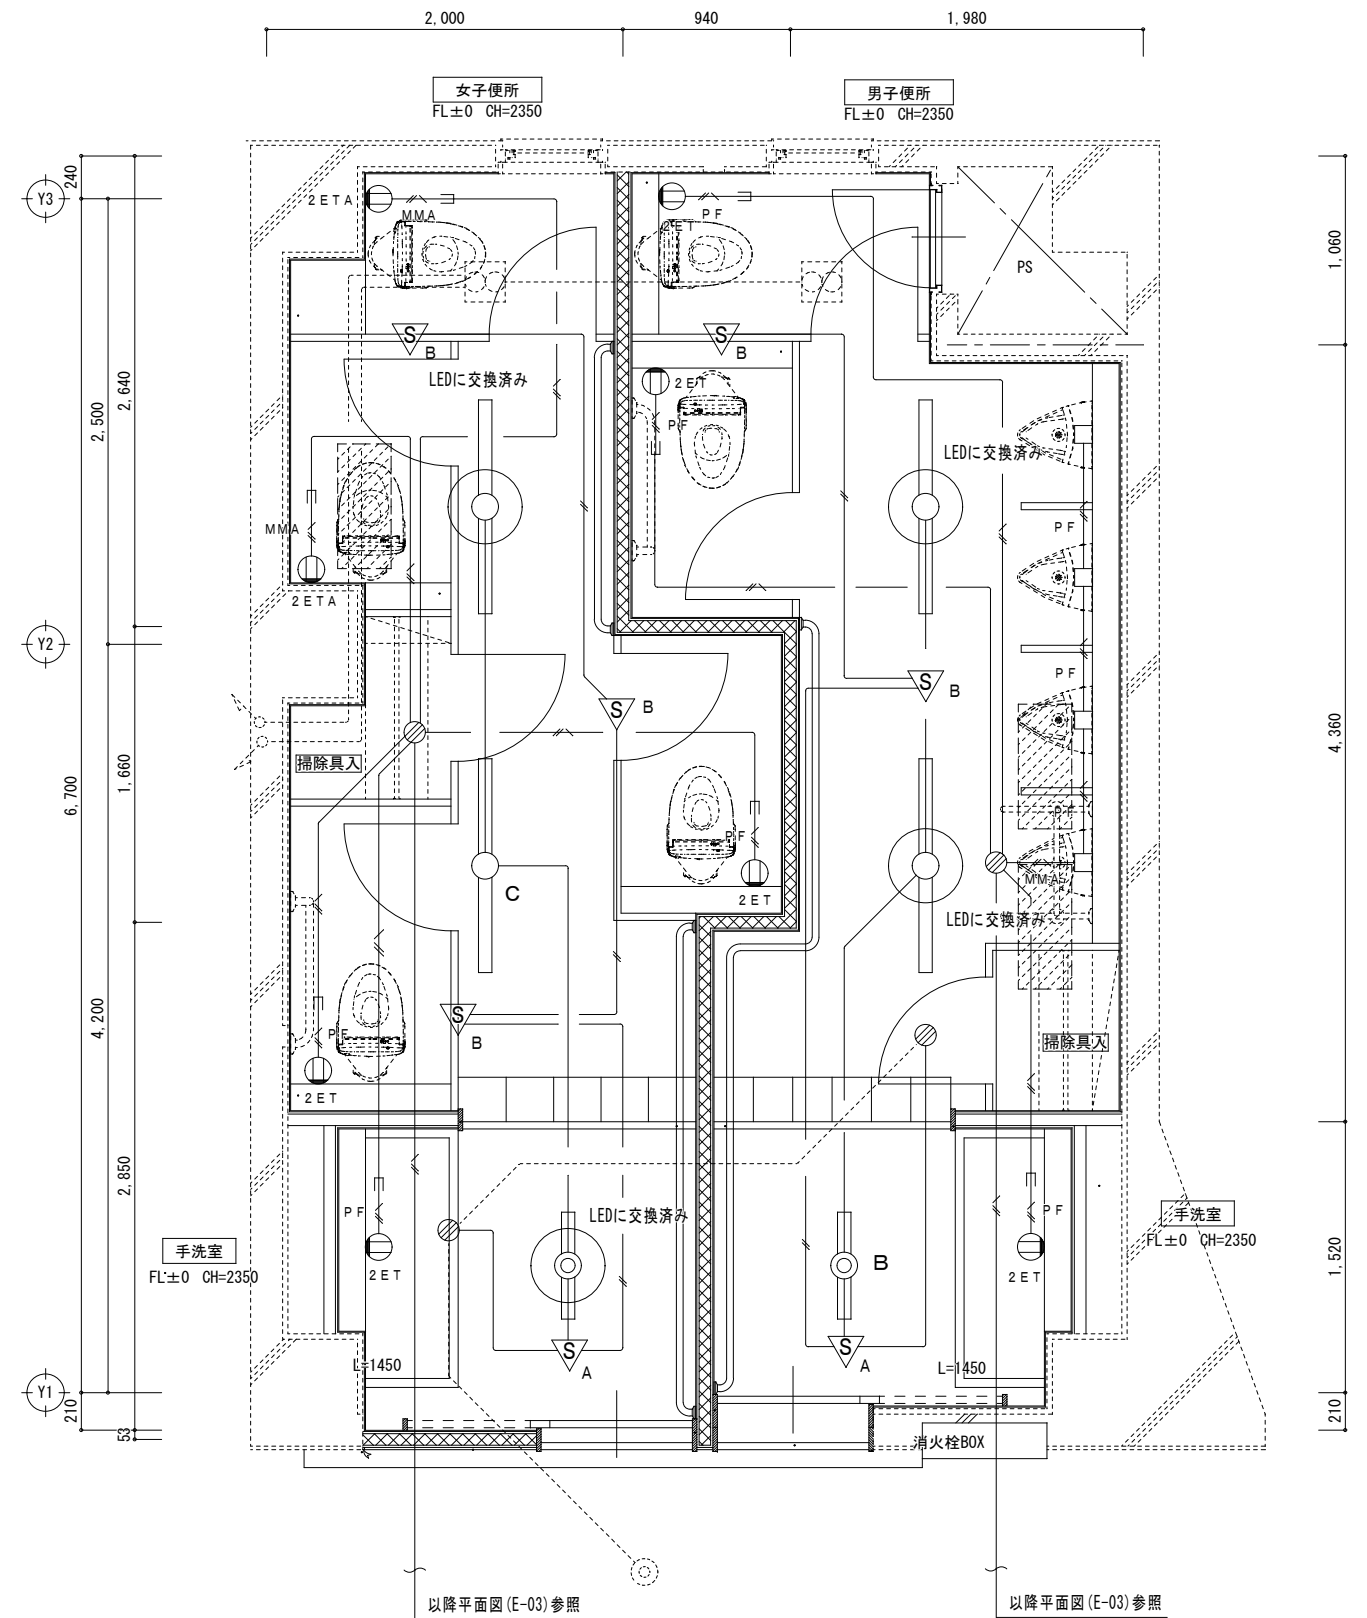 2,000
940
1,980
女子便所
FL±0 CH=2350
男子便所
FL±0 CH=2350
240
Y3
2ETA
MMA
PF
2ET
PS
1,060
S
B
S
B
LEDに交換済み
2ET
PF
2,500
2,640
LEDに交換済み
MMA
PF
2ETA
Y2
S
B
S
B
PF
掃除具入
6,700
1,660
4,360
PF
PF
2ET
C
MMA
LEDに交換済み
4,200
S
B
PF
掃除具入
2ET
2,850
PF
LEDに交換済み
PF
手洗室
FL±0 CH=2350
手洗室
FL±0 CH=2350
2ET
B
2ET
1,520
S
A
S
A
L=1450
L=1450
Y1
210
53
210
消火栓BOX
以降平面図(E-03)参照
以降平面図(E-03)参照